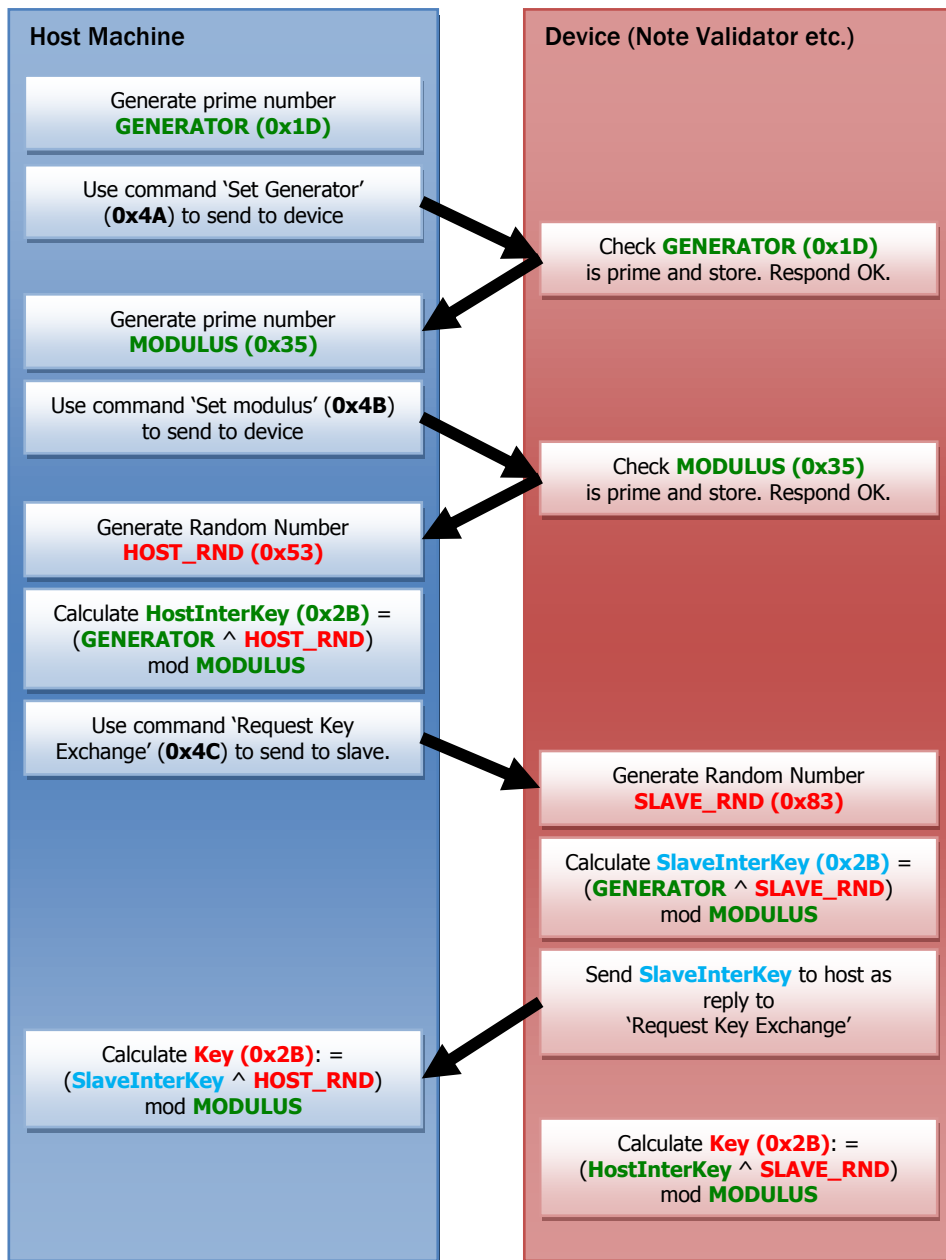 Host Machine
Generate prime number
GENERATOR (0x1D)
Use command ‘Set Generator’
(0x4A) to send to device
Generate prime number
MODULUS (0x35)
Use command ‘Set modulus’ (0x4B)
to send to device
Generate Random Number
HOST_RND (0x53)
Calculate HostInterKey (0x2B) =
(GENERATOR ^ HOST_RND)
mod MODULUS
Use command ‘Request Key
Exchange’ (0x4C) to send to slave.
Calculate Key (0x2B): =
(SlaveInterKey ^ HOST_RND)
mod MODULUS
Device (Note Validator etc.)
Check GENERATOR (0x1D)
is prime and store. Respond OK.
Check MODULUS (0x35)
is prime and store. Respond OK.
Generate Random Number
SLAVE_RND (0x83)
Calculate SlaveInterKey (0x2B) =
(GENERATOR ^ SLAVE_RND)
mod MODULUS
Send SlaveInterKey to host as
reply to
‘Request Key Exchange’
Calculate Key (0x2B): =
(HostInterKey ^ SLAVE_RND)
mod MODULUS